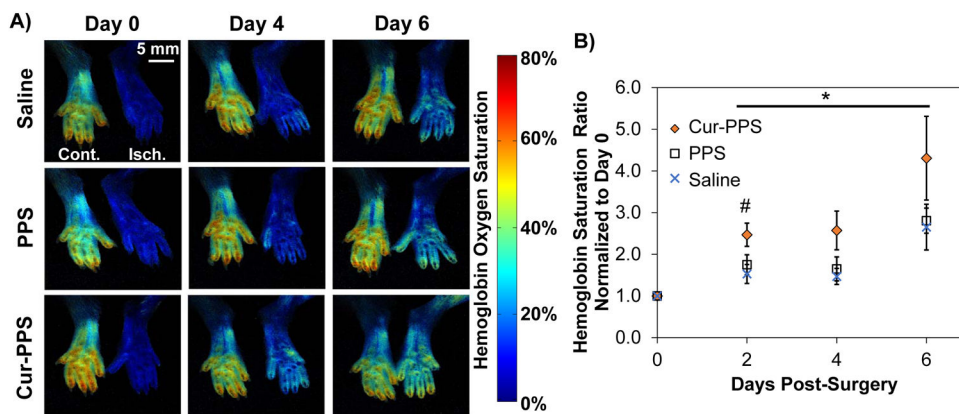 A)
Day 0
Day 4
Day 6
Saline
5 mm
Cont.
Isch.
PPS
Cur-PPS
80%
60%
40%
20%
0%
Hemoglobin Oxygen Saturation
B)
Hemoglobin Saturation Ratio
Normalized to Day 0
6.0
5.0
4.0
3.0
2.0
1.0
0.0
*
Cur-PPS
PPS
Saline
#
0
2
4
6
Days Post-Surgery